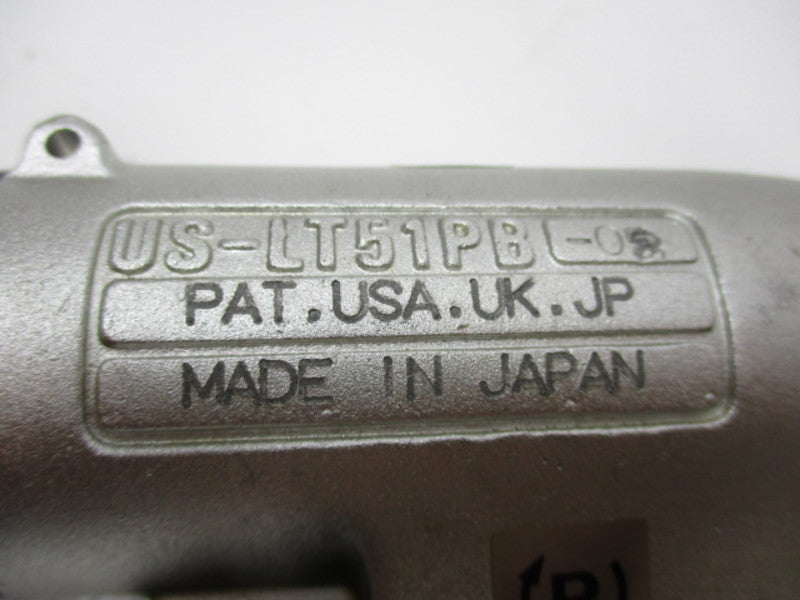 US-LT51PB
PAT.USA.UK.JP
MADE IN JAPAN
(R)